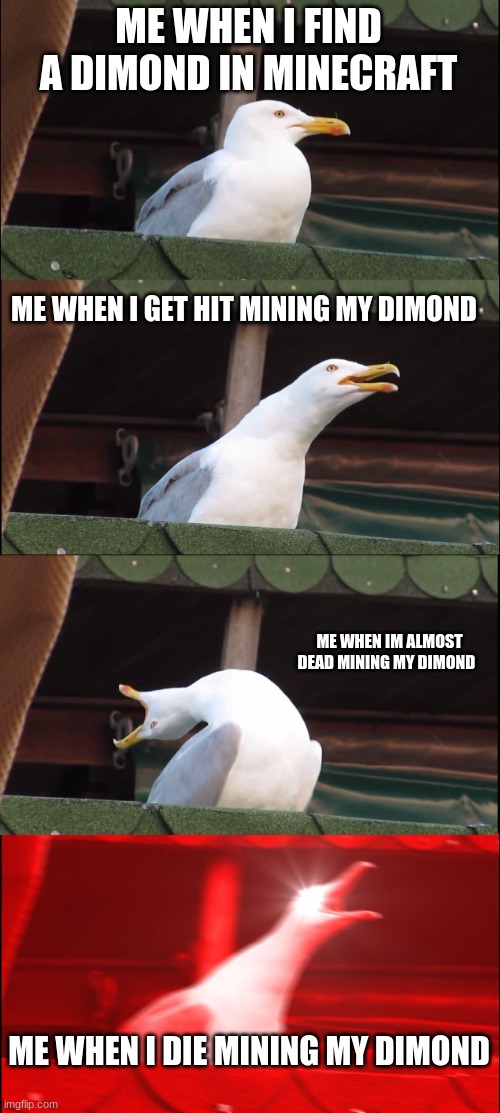 ME WHEN I FIND
A DIMOND IN MINECRAFT
ME WHEN I GET HIT MINING MY DIMOND
ME WHEN IM ALMOST
DEAD MINING MY DIMOND
ME WHEN I DIE MINING MY DIMOND
imgflip.com